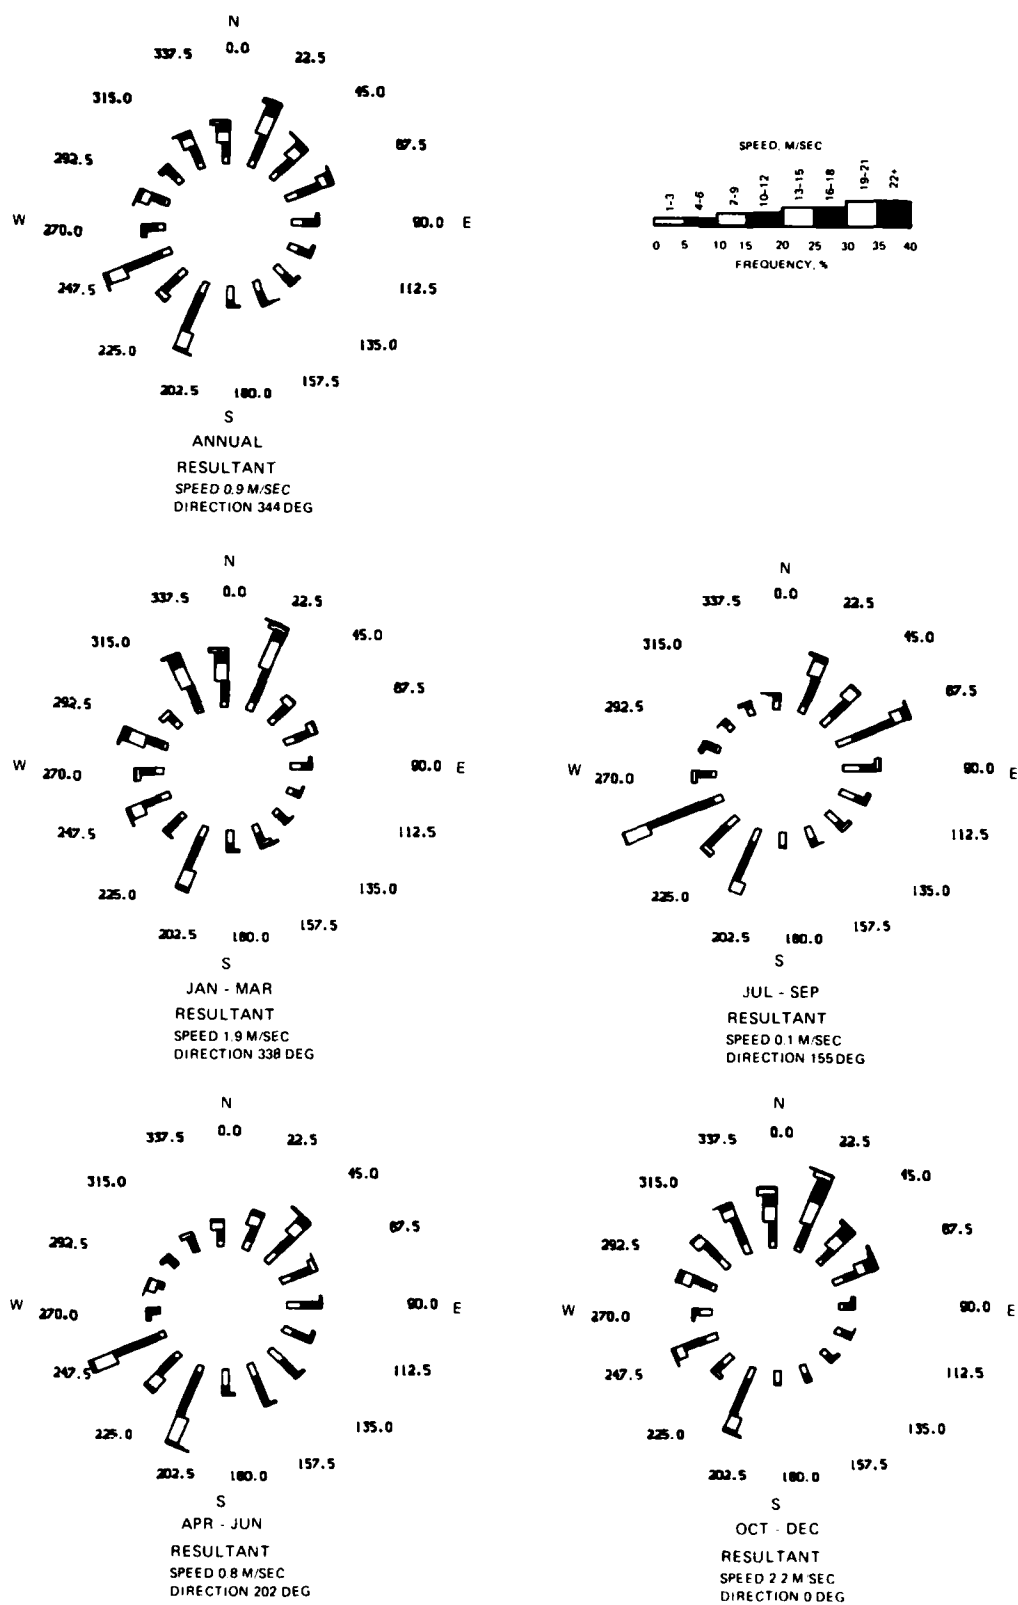 N
337.5 0.0 22.5
315.0 45.0
292.5 67.5
W 270.0 90.0 E
247.5 112.5
225.0 135.0
202.5 180.0 157.5
S
ANNUAL
RESULTANT
SPEED 0.9 M/SEC
DIRECTION 344 DEG
SPEED, M/SEC
1-3 4-6 7-9 10-12 13-15 16-18 19-21 22+
0 5 10 15 20 25 30 35 40
FREQUENCY, %
N
337.5 0.0 22.5
315.0 45.0
292.5 67.5
W 270.0 90.0 E
247.5 112.5
225.0 135.0
202.5 180.0 157.5
S
JAN - MAR
RESULTANT
SPEED 1.9 M/SEC
DIRECTION 338 DEG
N
337.5 0.0 22.5
315.0 45.0
292.5 67.5
W 270.0 90.0 E
247.5 112.5
225.0 135.0
202.5 180.0 157.5
S
JUL - SEP
RESULTANT
SPEED 0.1 M/SEC
DIRECTION 155 DEG
N
337.5 0.0 22.5
315.0 45.0
292.5 67.5
W 270.0 90.0 E
247.5 112.5
225.0 135.0
202.5 180.0 157.5
S
APR - JUN
RESULTANT
SPEED 0.8 M/SEC
DIRECTION 202 DEG
N
337.5 0.0 22.5
315.0 45.0
292.5 67.5
W 270.0 90.0 E
247.5 112.5
225.0 135.0
202.5 180.0 157.5
S
OCT - DEC
RESULTANT
SPEED 2.2 M/SEC
DIRECTION 0 DEG